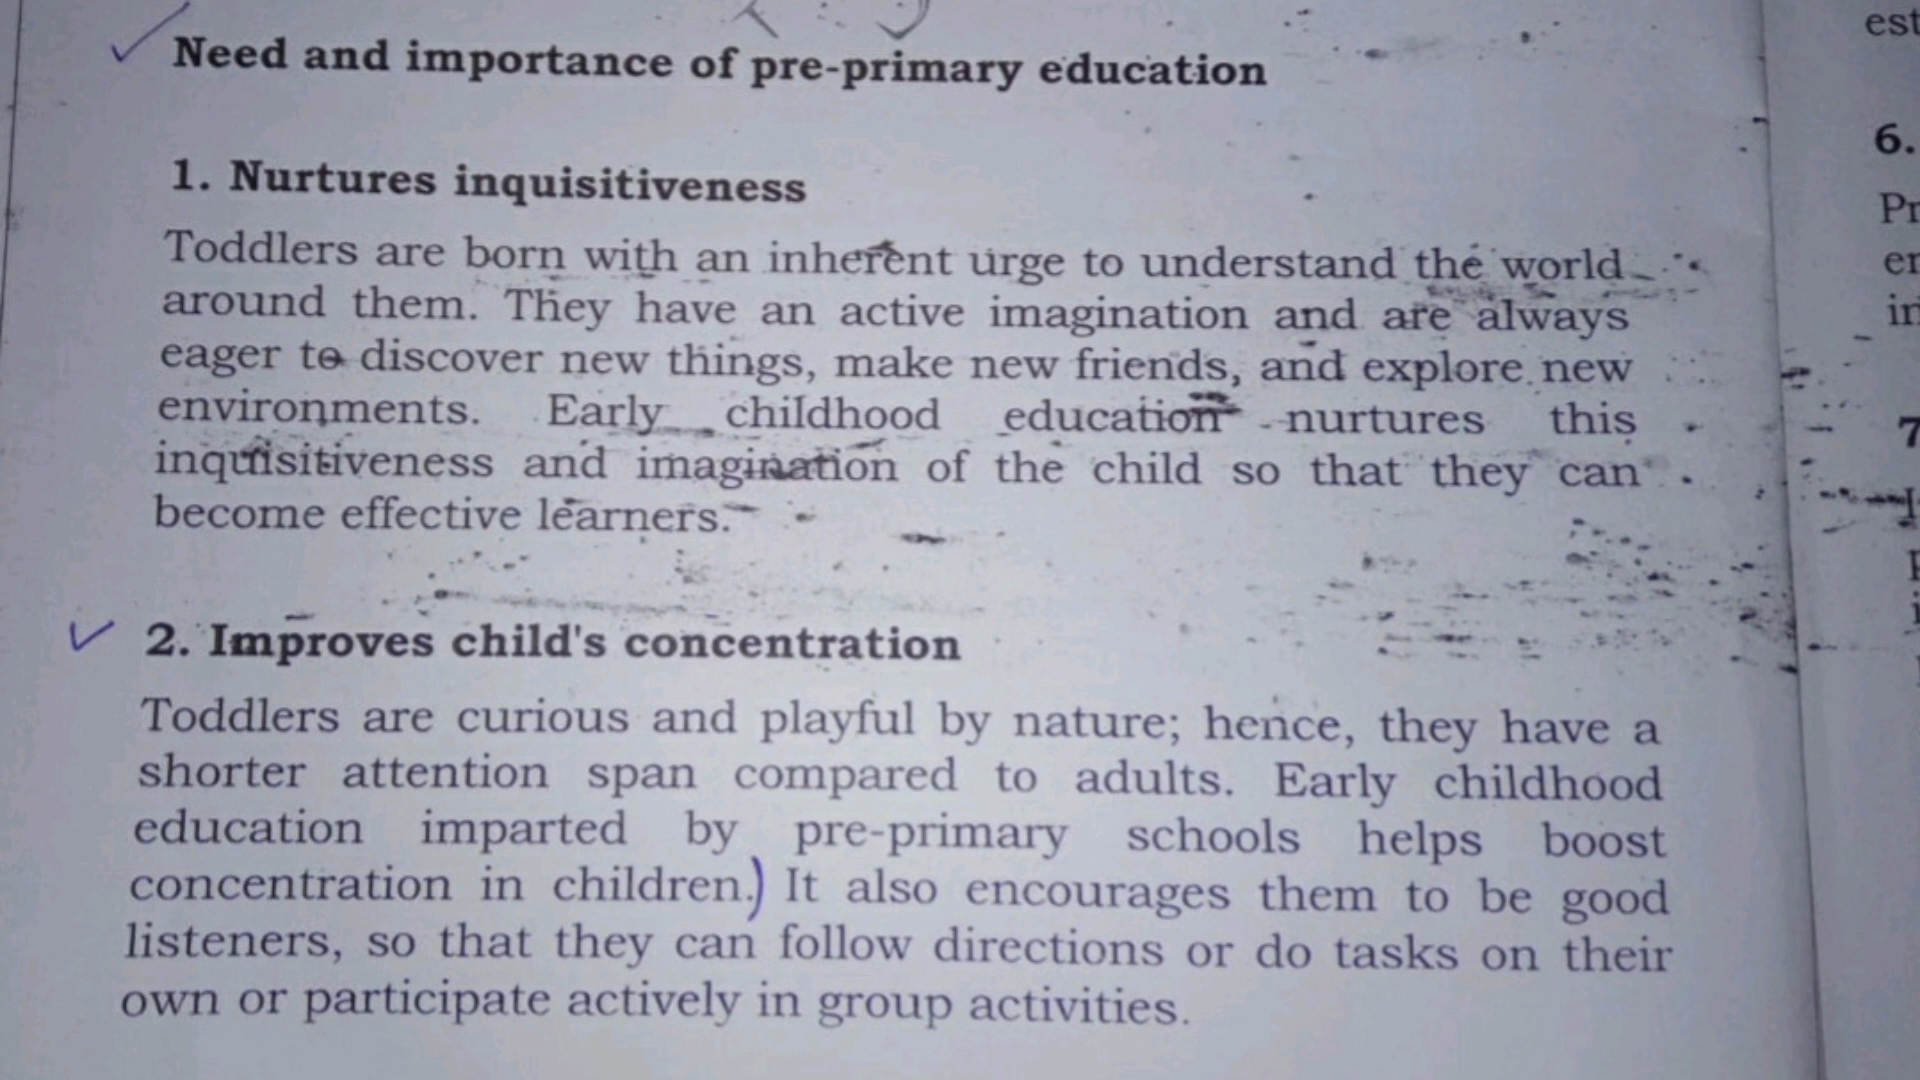 Need and importance of pre-primary education
1. Nurtures inquisitiveness
Toddlers are born with an inherent urge to understand the world
around them. They have an active imagination and are always
eager to discover new things, make new friends, and explore new
environments. Early childhood education nurtures this
inquisitiveness and imagination of the child so that they can
become effective learners.
2. Improves child's concentration
Toddlers are curious and playful by nature; hence, they have a
shorter attention span compared to adults. Early childhood
education imparted by pre-primary schools helps boost
concentration in children.) It also encourages them to be good
listeners, so that they can follow directions or do tasks on their
own or participate actively in group activities.
6.
7